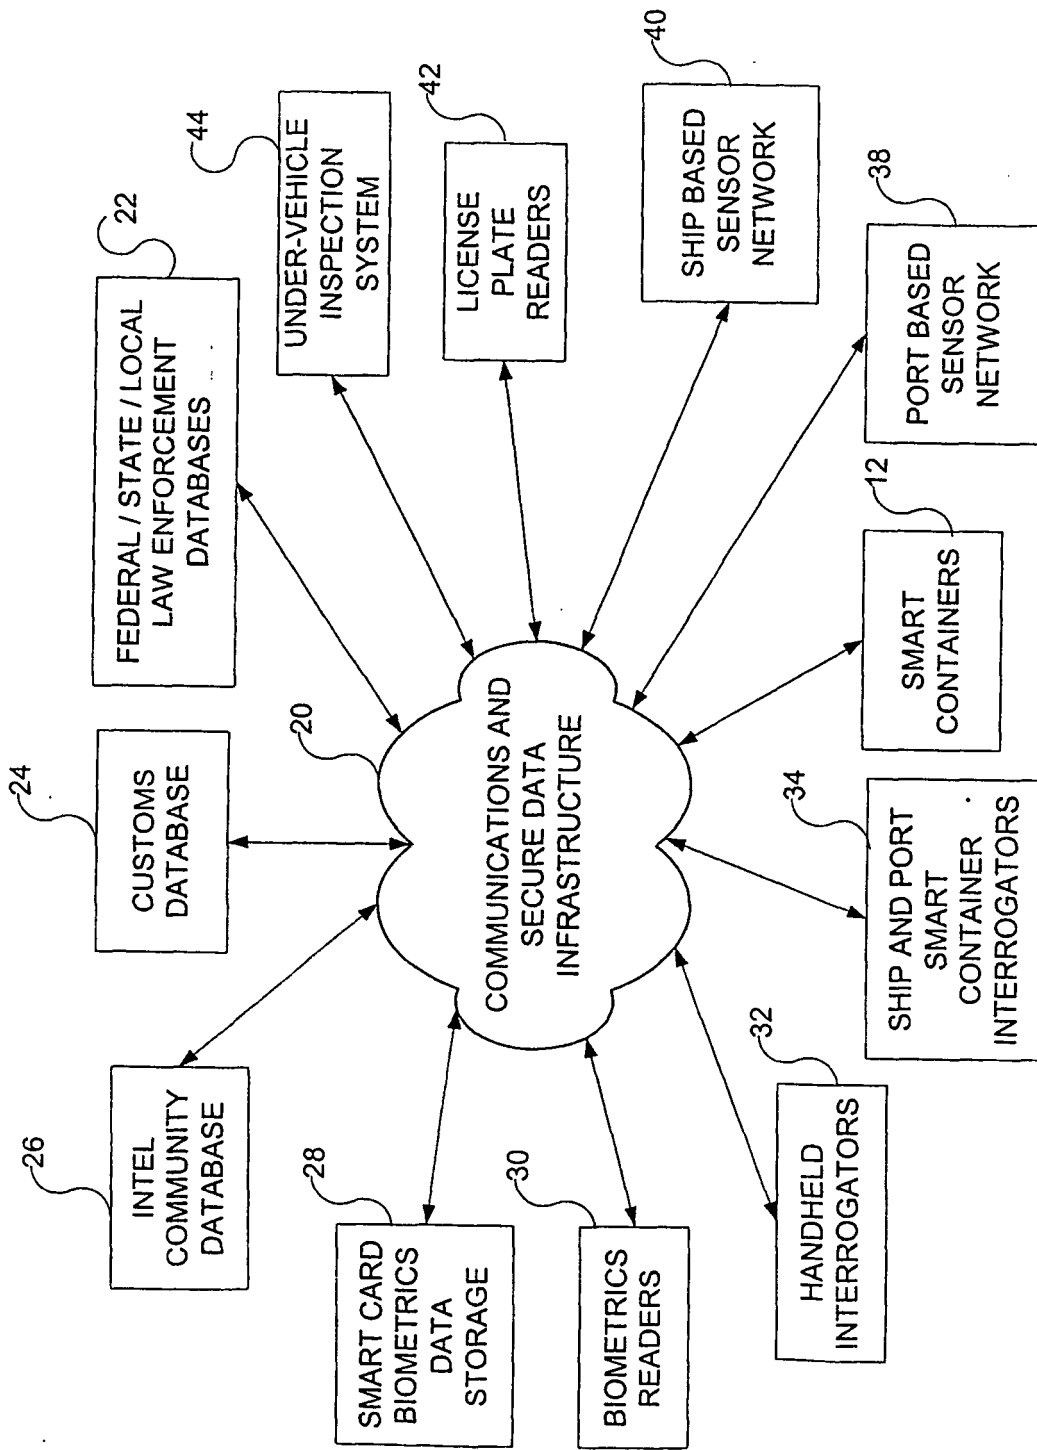 22
FEDERAL / STATE / LOCAL
LAW ENFORCEMENT
DATABASES
44
UNDER-VEHICLE
INSPECTION
SYSTEM
42
LICENSE
PLATE
READERS
40
SHIP BASED
SENSOR
NETWORK
38
PORT BASED
SENSOR
NETWORK
12
SMART
CONTAINERS
34
SHIP AND PORT
SMART
CONTAINER
INTERROGATORS
32
HANDHELD
INTERROGATORS
30
BIOMETRICS
READERS
28
SMART CARD
BIOMETRICS
DATA
STORAGE
26
INTEL
COMMUNITY
DATABASE
24
CUSTOMS
DATABASE
20
COMMUNICATIONS AND
SECURE DATA
INFRASTRUCTURE